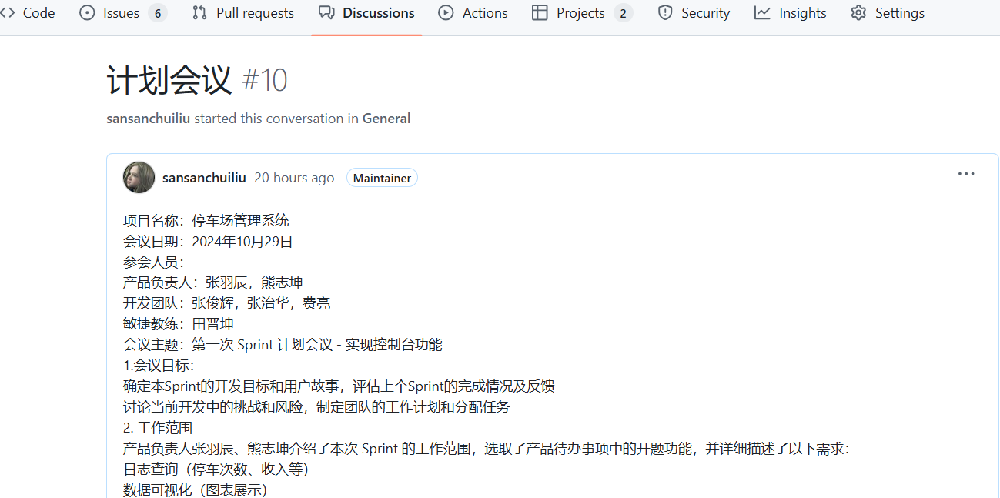 Code Issues 6 Pull requests Discussions Actions Projects 2 Security Insights Settings
计划会议 #10
sansanchuiliu started this conversation in General
sansanchuiliu 20 hours ago Maintainer
项目名称：停车场管理系统
会议日期：2024年10月29日
参会人员：
产品负责人：张羽辰，熊志坤
开发团队：张俊辉，张治华，费亮
敏捷教练：田晋坤
会议主题：第一次 Sprint 计划会议 - 实现控制台功能
1.会议目标：
确定本Sprint的开发目标和用户故事，评估上个Sprint的完成情况及反馈
讨论当前开发中的挑战和风险，制定团队的工作计划和分配任务
2. 工作范围
产品负责人张羽辰、熊志坤介绍了本次 Sprint 的工作范围，选取了产品待办事项中的开题功能，并详细描述了以下需求：
日志查询（停车次数、收入等）
数据可视化（图表展示）